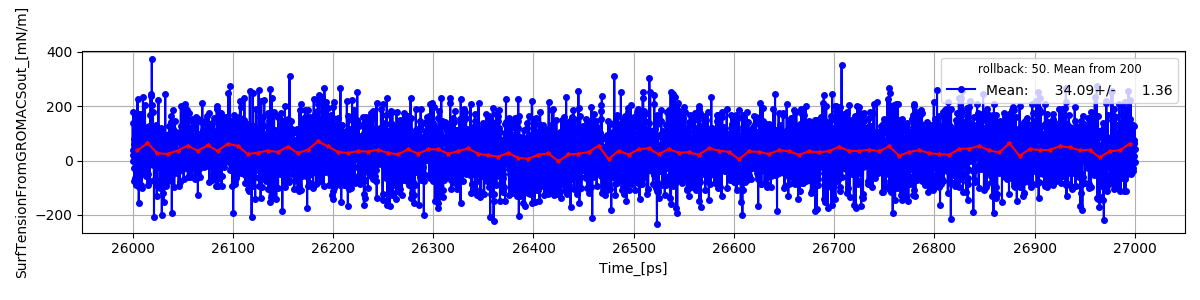 SurfTensionFromGROMACSout_[mN/m]
400
200
0
−200
rollback: 50. Mean from 200
Mean: 34.09+/- 1.36
26000 26100 26200 26300 26400 26500 26600 26700 26800 26900 27000
Time_[ps]